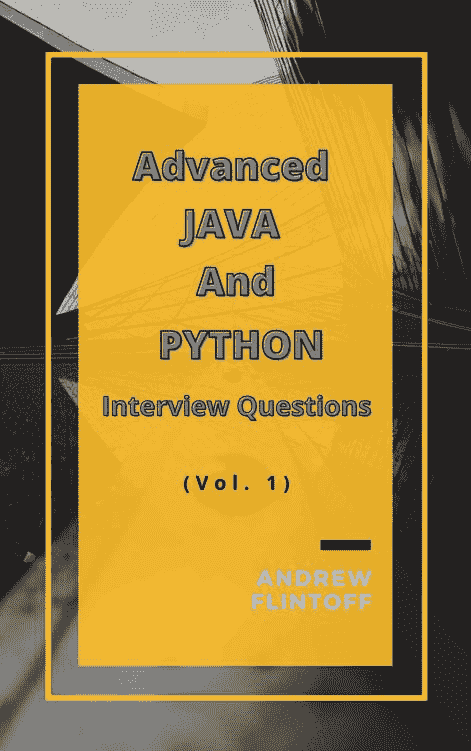 Advanced
JAVA
And
PYTHON
Interview Questions
(Vol. 1)
ANDREW
FLINTOFF